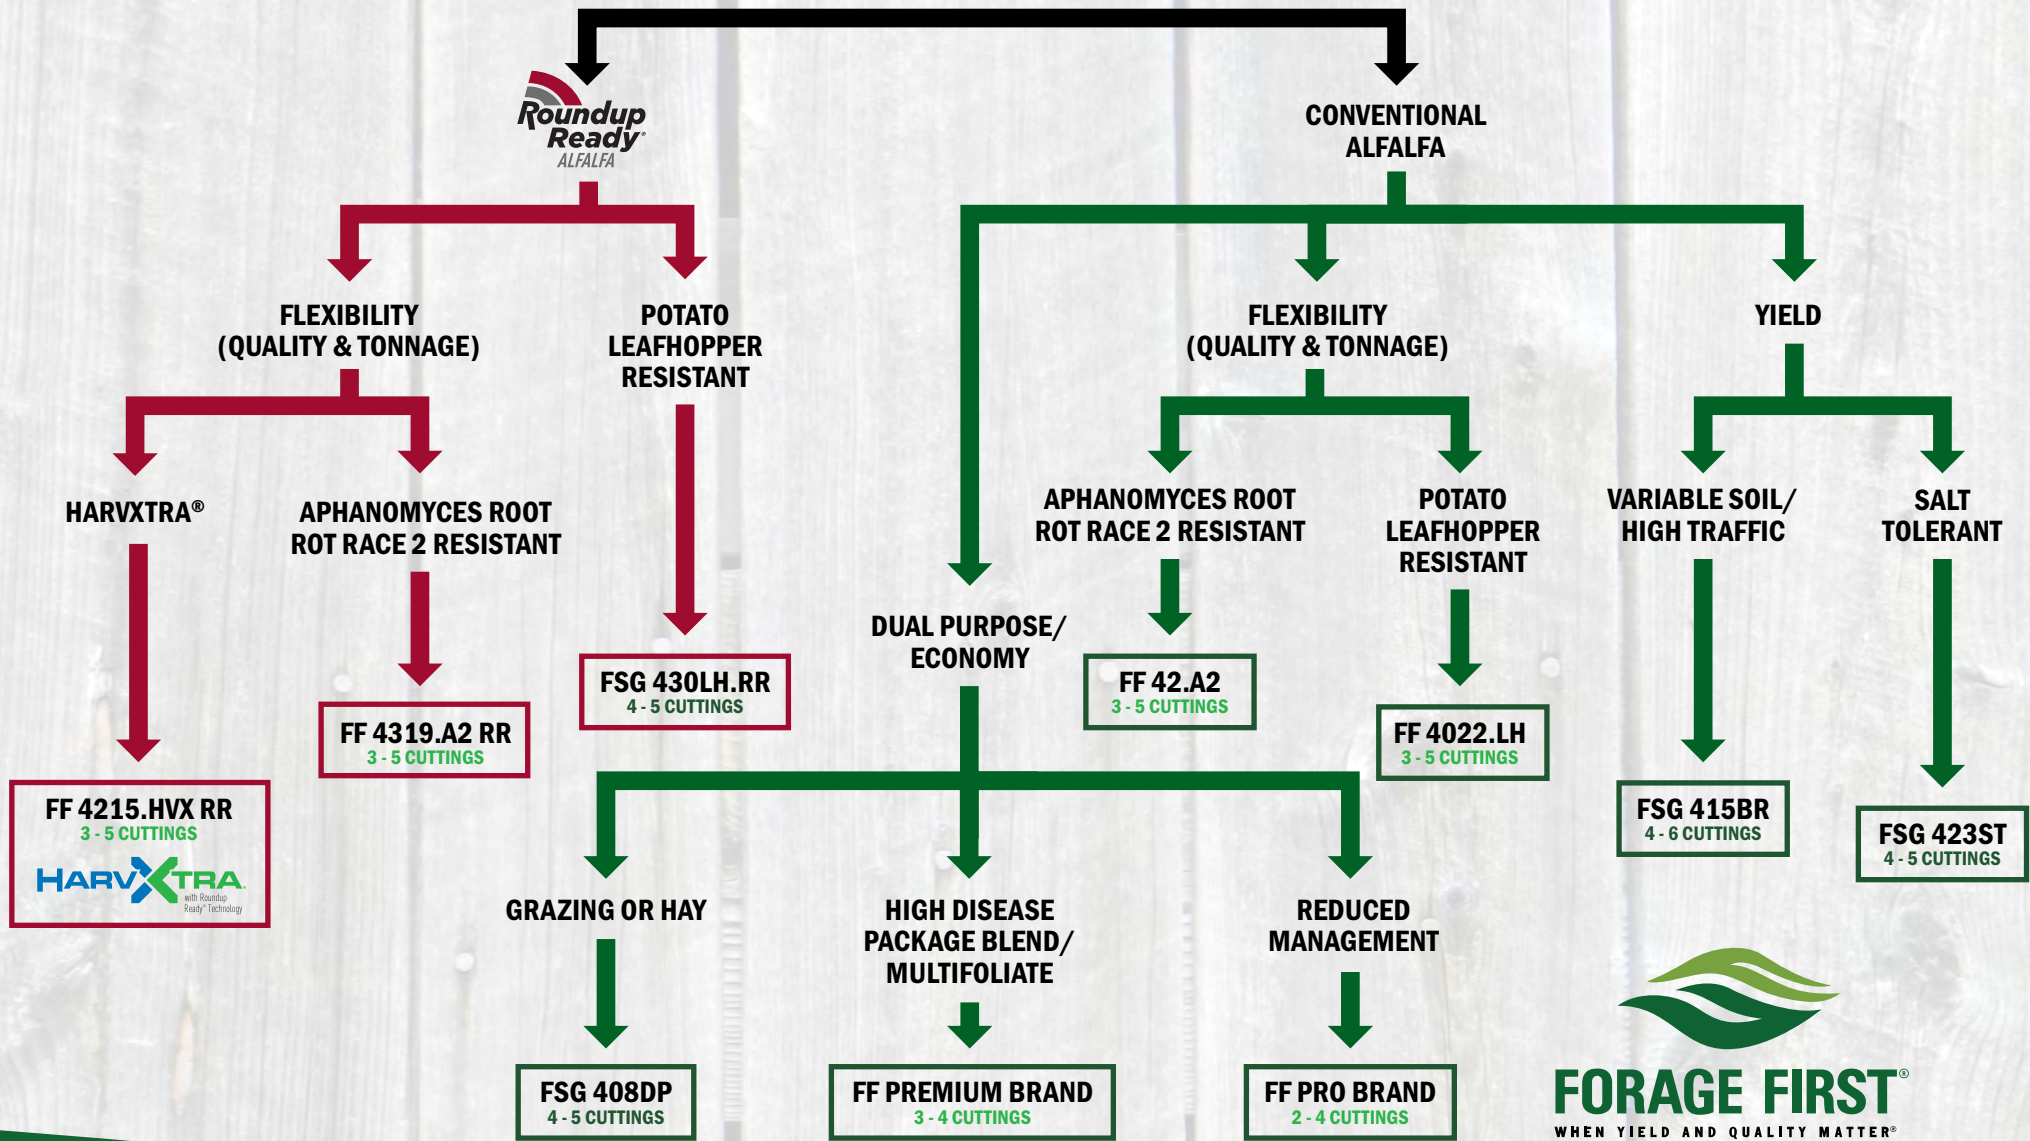 Roundup
Ready®
ALFALFA
CONVENTIONAL
ALFALFA
FLEXIBILITY
(QUALITY & TONNAGE)
POTATO
LEAFHOPPER
RESISTANT
FLEXIBILITY
(QUALITY & TONNAGE)
YIELD
HARVXTRA®
APHANOMYCES ROOT
ROT RACE 2 RESISTANT
APHANOMYCES ROOT
ROT RACE 2 RESISTANT
POTATO
LEAFHOPPER
RESISTANT
VARIABLE SOIL/
HIGH TRAFFIC
SALT
TOLERANT
DUAL PURPOSE/
ECONOMY
FSG 430LH.RR
4 - 5 CUTTINGS
FF 42.A2
3 - 5 CUTTINGS
FF 4319.A2 RR
3 - 5 CUTTINGS
FF 4022.LH
3 - 5 CUTTINGS
FF 4215.HVX RR
3 - 5 CUTTINGS
HARVXTRA
with Roundup
Ready® Technology
FSG 415BR
4 - 6 CUTTINGS
FSG 423ST
4 - 5 CUTTINGS
GRAZING OR HAY
HIGH DISEASE
PACKAGE BLEND/
MULTIFOLIATE
REDUCED
MANAGEMENT
FSG 408DP
4 - 5 CUTTINGS
FF PREMIUM BRAND
3 - 4 CUTTINGS
FF PRO BRAND
2 - 4 CUTTINGS
FORAGE FIRST®
WHEN YIELD AND QUALITY MATTER®